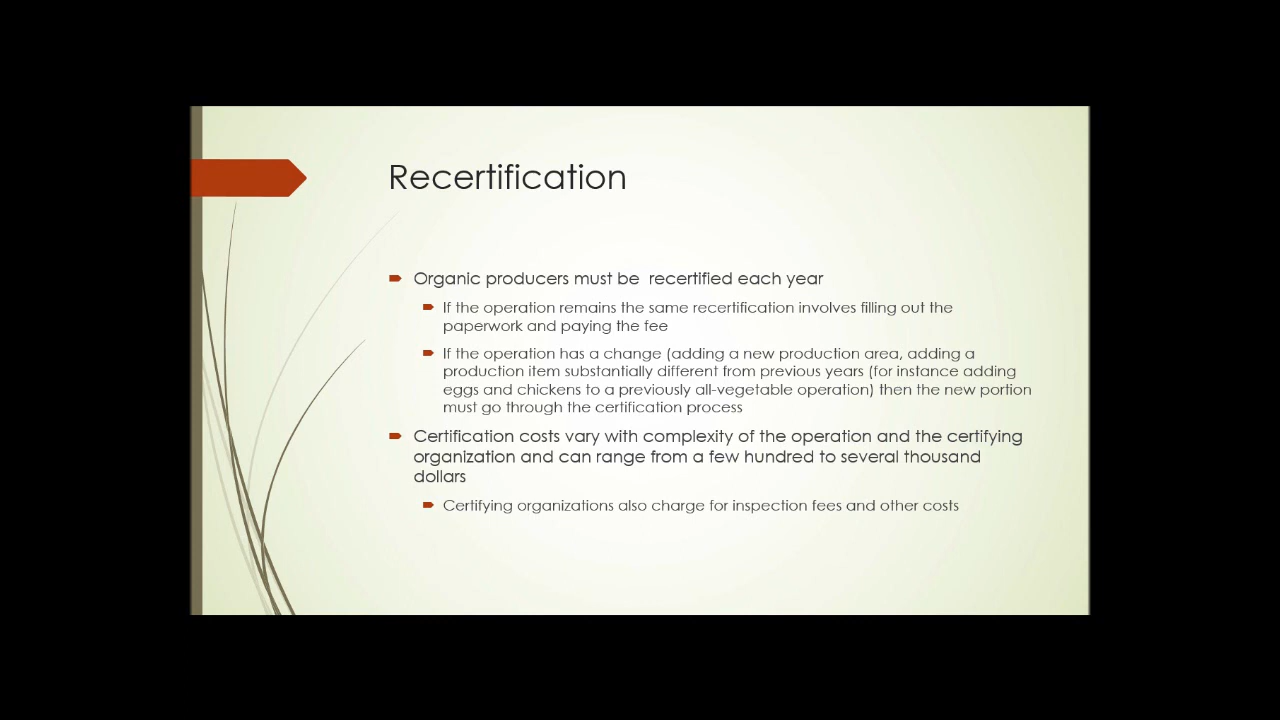 Recertification
Organic producers must be  recertified each year
If the operation remains the same recertification involves filling out the
paperwork and paying the fee
If the operation has a change (adding a new production area, adding a
production item substantially different from previous years (for instance adding
eggs and chickens to a previously all-vegetable operation) then the new portion
must go through the certification process
Certification costs vary with complexity of the operation and the certifying
organization and can range from a few hundred to several thousand
dollars
Certifying organizations also charge for inspection fees and other costs